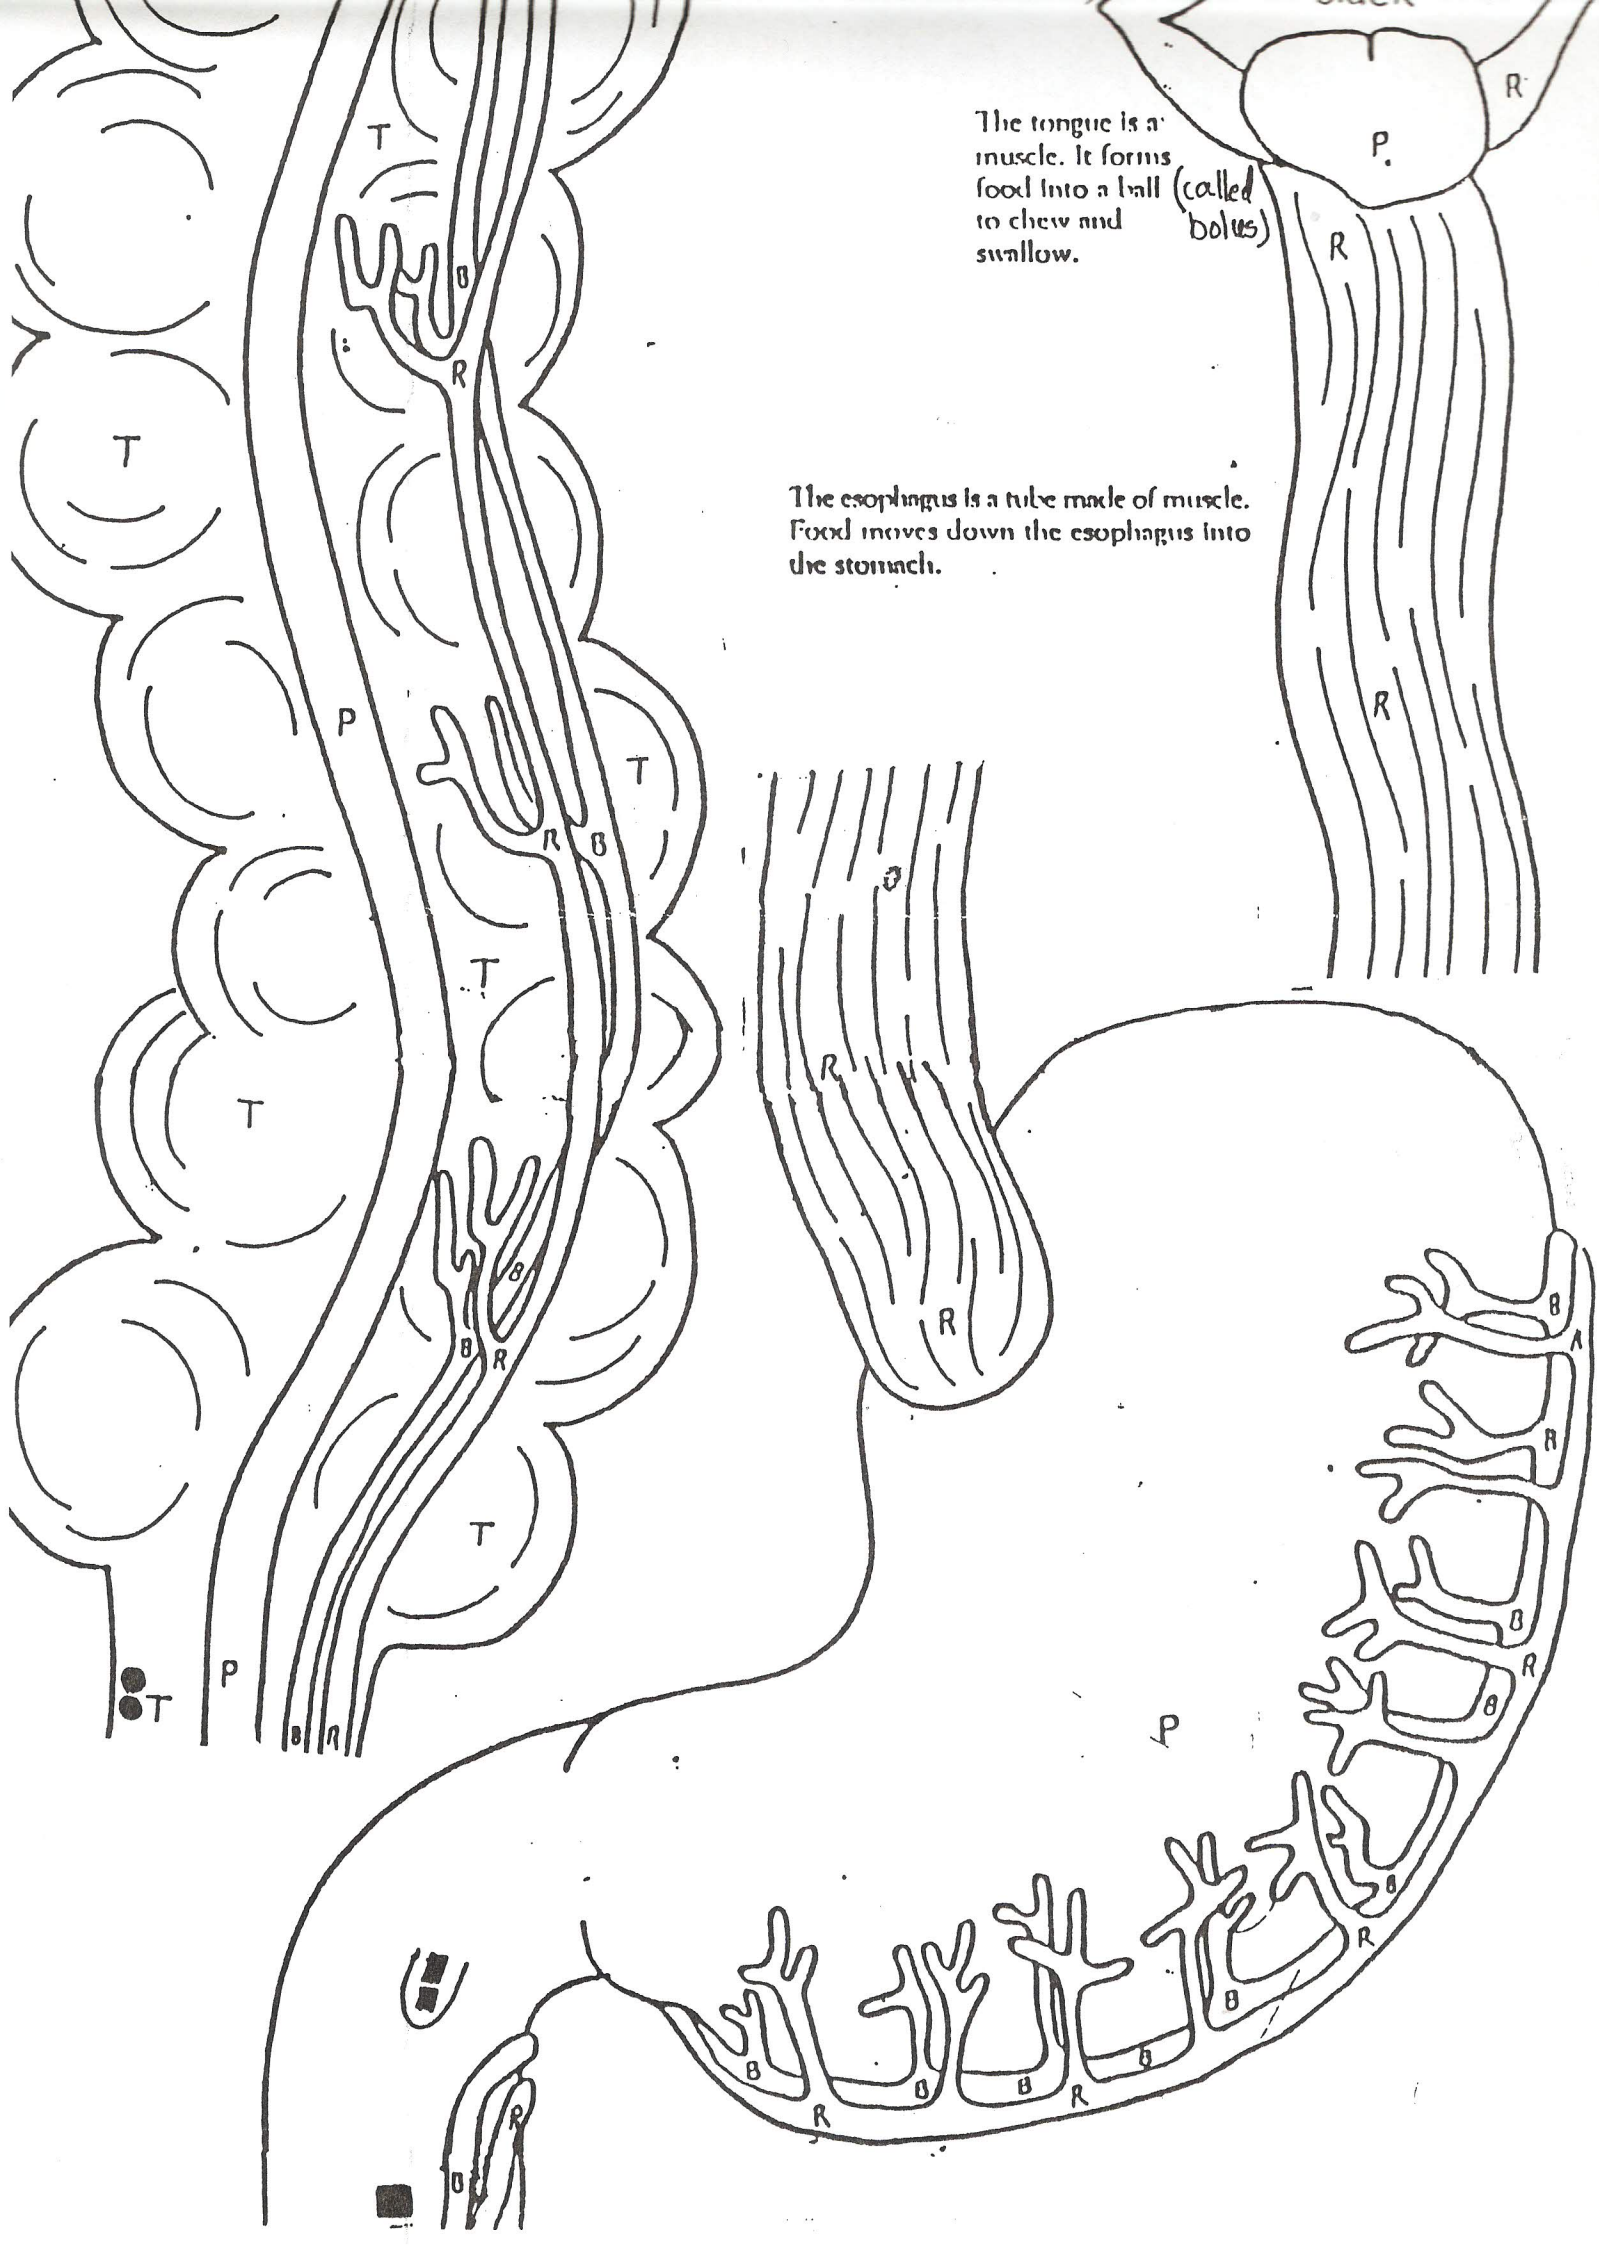 The tongue is a
muscle. It forms
food into a ball (called
to chew and bolus)
swallow.
The esophagus is a tube made of muscle.
Food moves down the esophagus into
the stomach.
T
R
P.
R
B
R
T
R
P
T
R
B
B
R
T
T
R
B
B
R
R
B
R
B
T
B
R
P
T
B
R
B
P
B
R
B
B
B
B
B
R
R
R
B